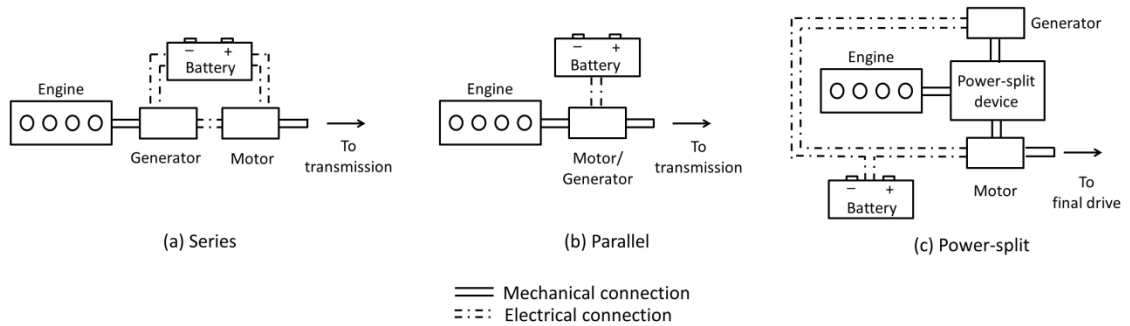 − +
Battery
Engine
Generator
Motor
To
transmission
(a) Series
− +
Battery
Engine
Motor/
Generator
To
transmission
(b) Parallel
Generator
Engine
Power-split
device
Motor
To
final drive
− +
Battery
(c) Power-split
Mechanical connection
Electrical connection